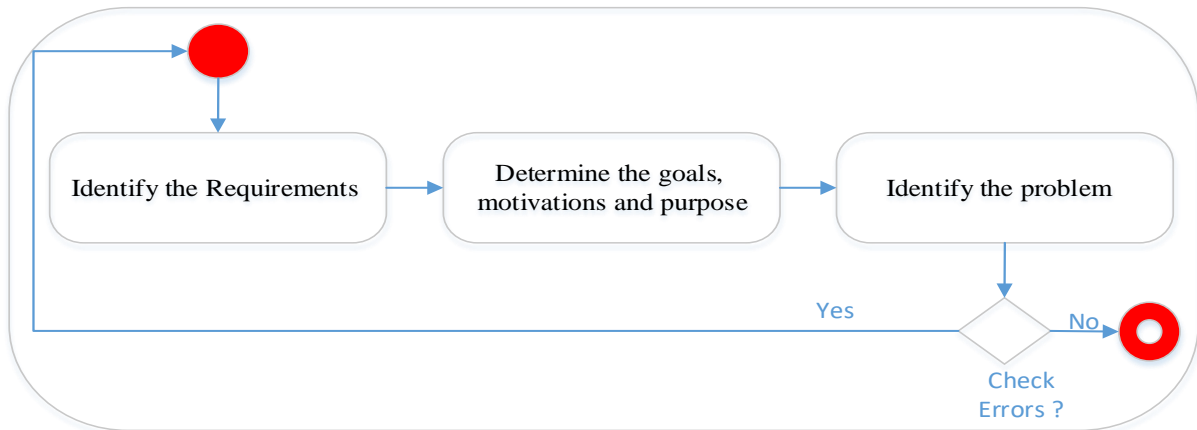 Identify the Requirements
Determine the goals,
motivations and purpose
Identify the problem
Yes
No
Check
Errors ?